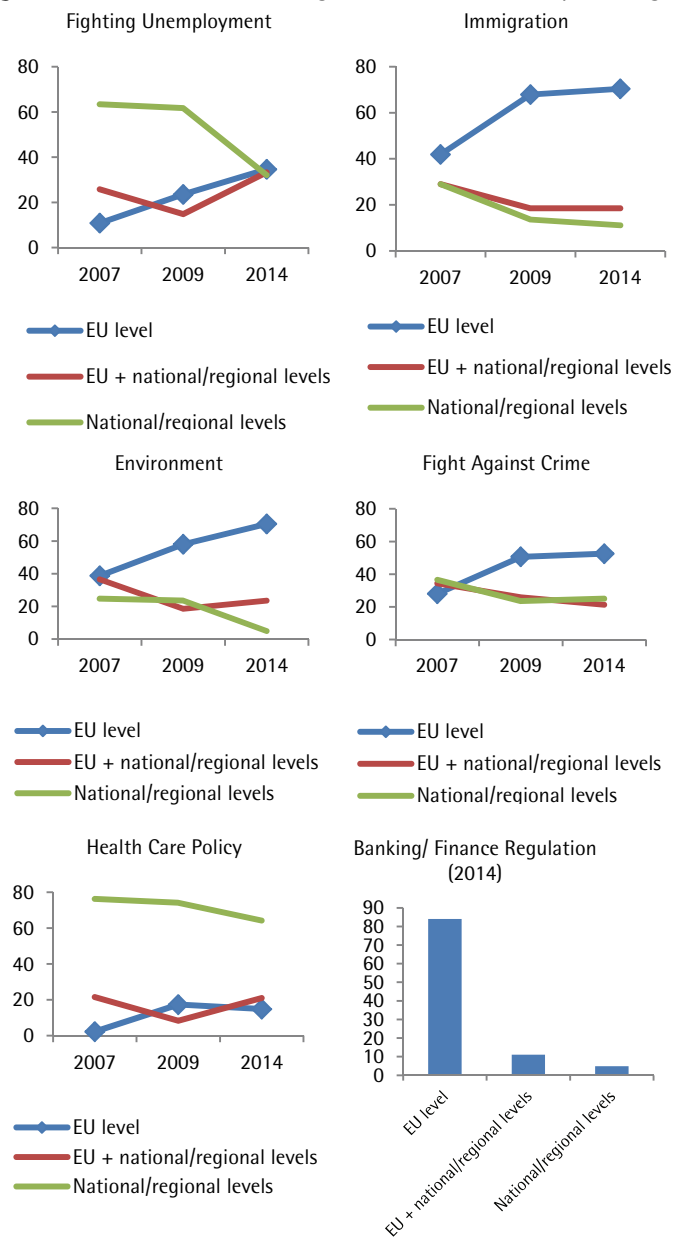 Fighting Unemployment
80
60
40
20
0
2007 2009 2014
EU level
EU + national/regional levels
National/regional levels
Immigration
80
60
40
20
0
2007 2009 2014
EU level
EU + national/regional levels
National/regional levels
Environment
80
60
40
20
0
2007 2009 2014
EU level
EU + national/regional levels
National/regional levels
Fight Against Crime
80
60
40
20
0
2007 2009 2014
EU level
EU + national/regional levels
National/regional levels
Health Care Policy
80
60
40
20
0
2007 2009 2014
EU level
EU + national/regional levels
National/regional levels
Banking/ Finance Regulation
(2014)
90
80
70
60
50
40
30
20
10
0
EU level
EU + national/regional levels
National/regional levels